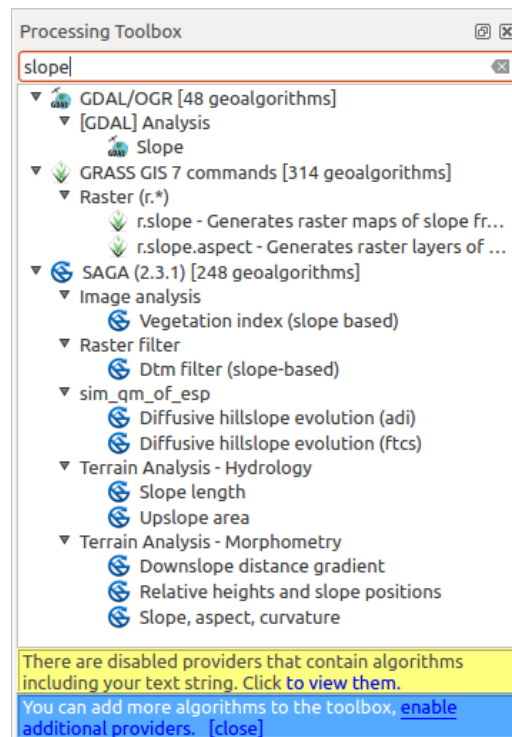 Processing Toolbox
slope
GDAL/OGR [48 geoalgorithms]
[GDAL] Analysis
Slope
GRASS GIS 7 commands [314 geoalgorithms]
Raster (r.*)
r.slope - Generates raster maps of slope fr...
r.slope.aspect - Generates raster layers of ...
SAGA (2.3.1) [248 geoalgorithms]
Image analysis
Vegetation index (slope based)
Raster filter
Dtm filter (slope-based)
sim_qm_of_esp
Diffusive hillslope evolution (adi)
Diffusive hillslope evolution (ftcs)
Terrain Analysis - Hydrology
Slope length
Upslope area
Terrain Analysis - Morphometry
Downslope distance gradient
Relative heights and slope positions
Slope, aspect, curvature
There are disabled providers that contain algorithms
including your text string. Click to view them.
You can add more algorithms to the toolbox, enable
additional providers. [close]